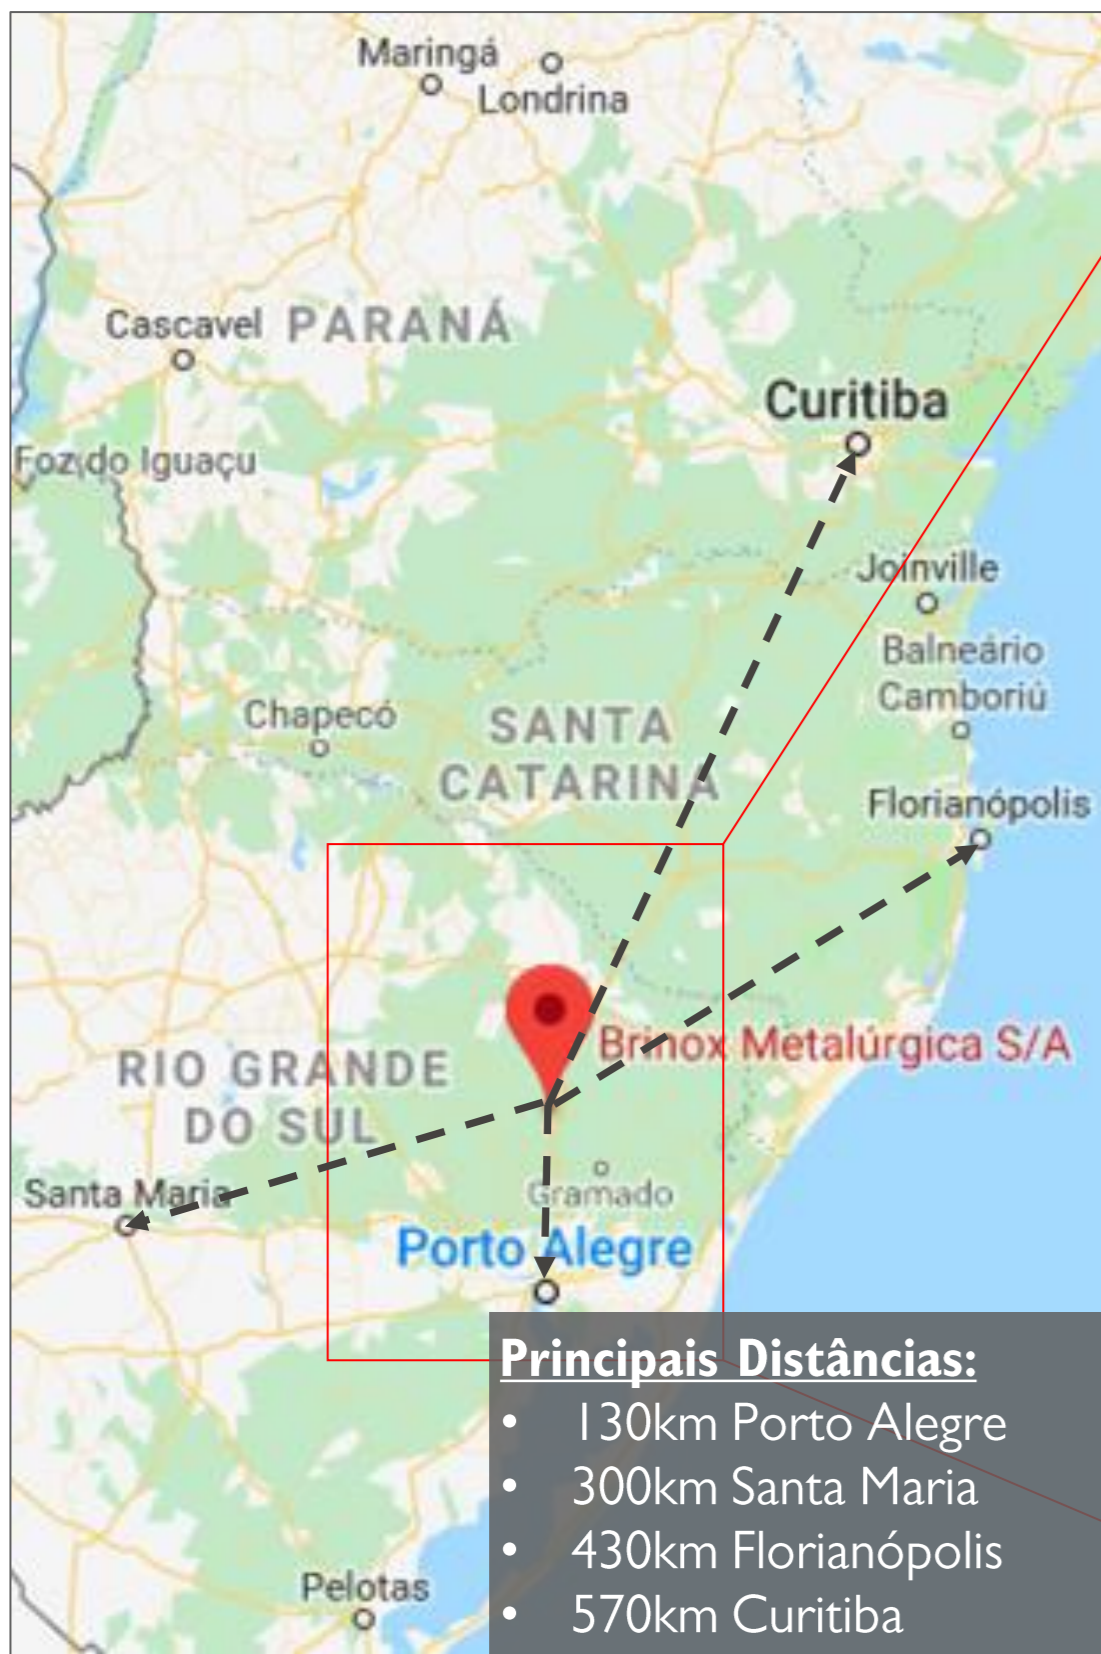 Maringá
Londrina
Cascavel
PARANÁ
Curitiba
Foz do Iguaçu
Joinville
Balneário
Camboriú
Chapecó
SANTA
CATARINA
Florianópolis
Brinox Metalúrgica S/A
RIO GRANDE
DO SUL
Santa Maria
Gramado
Porto Alegre
Pelotas
Principais Distâncias:
• 130km Porto Alegre
• 300km Santa Maria
• 430km Florianópolis
• 570km Curitiba